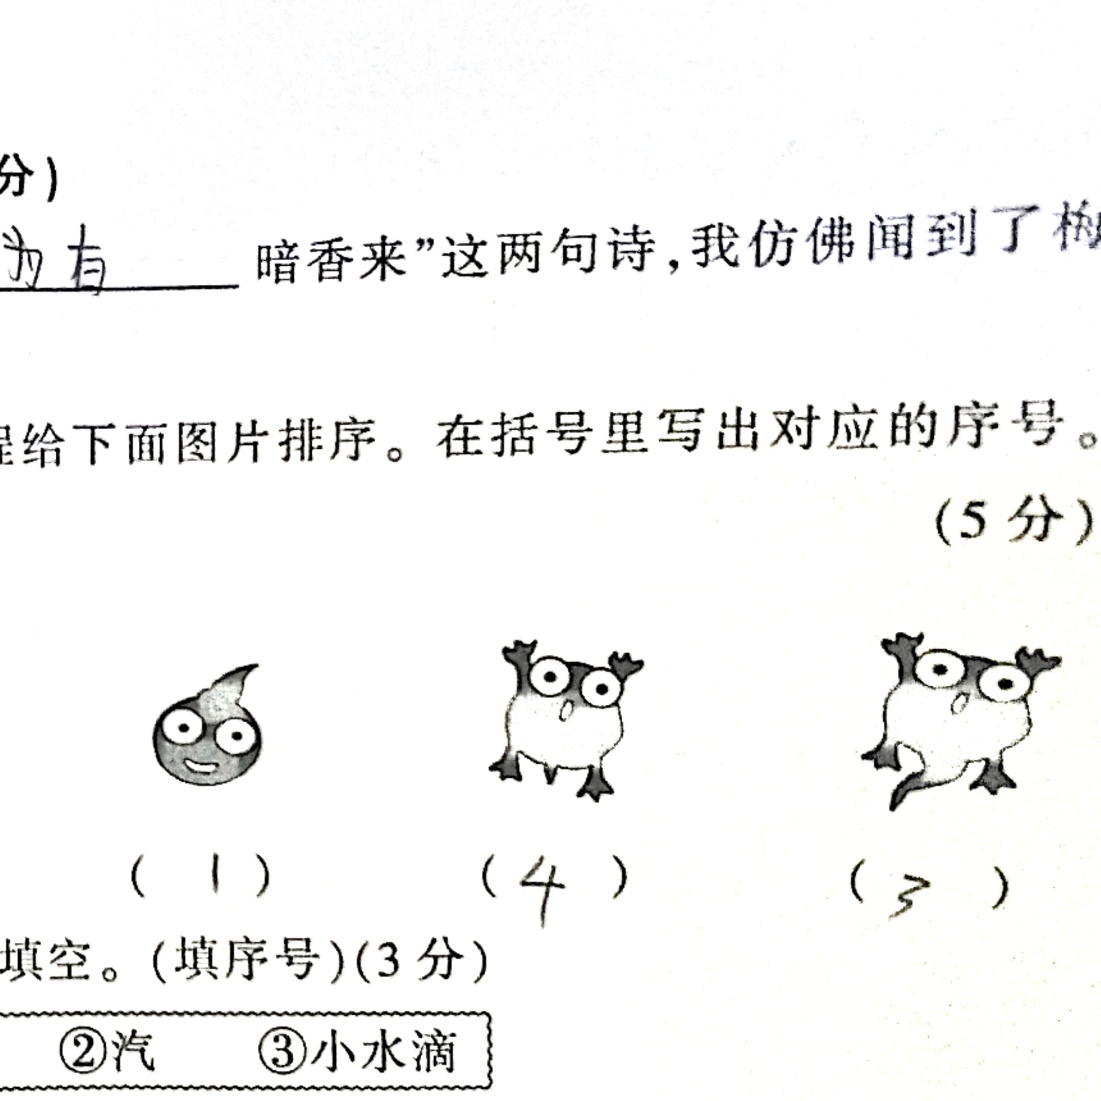 分)
为有 暗香来”这两句诗,我仿佛闻到了梅
程给下面图片排序。在括号里写出对应的序号。
(5 分)
( 1 ) ( 4 ) ( 3 )
填空。(填序号)(3 分)
②汽 ③小水滴